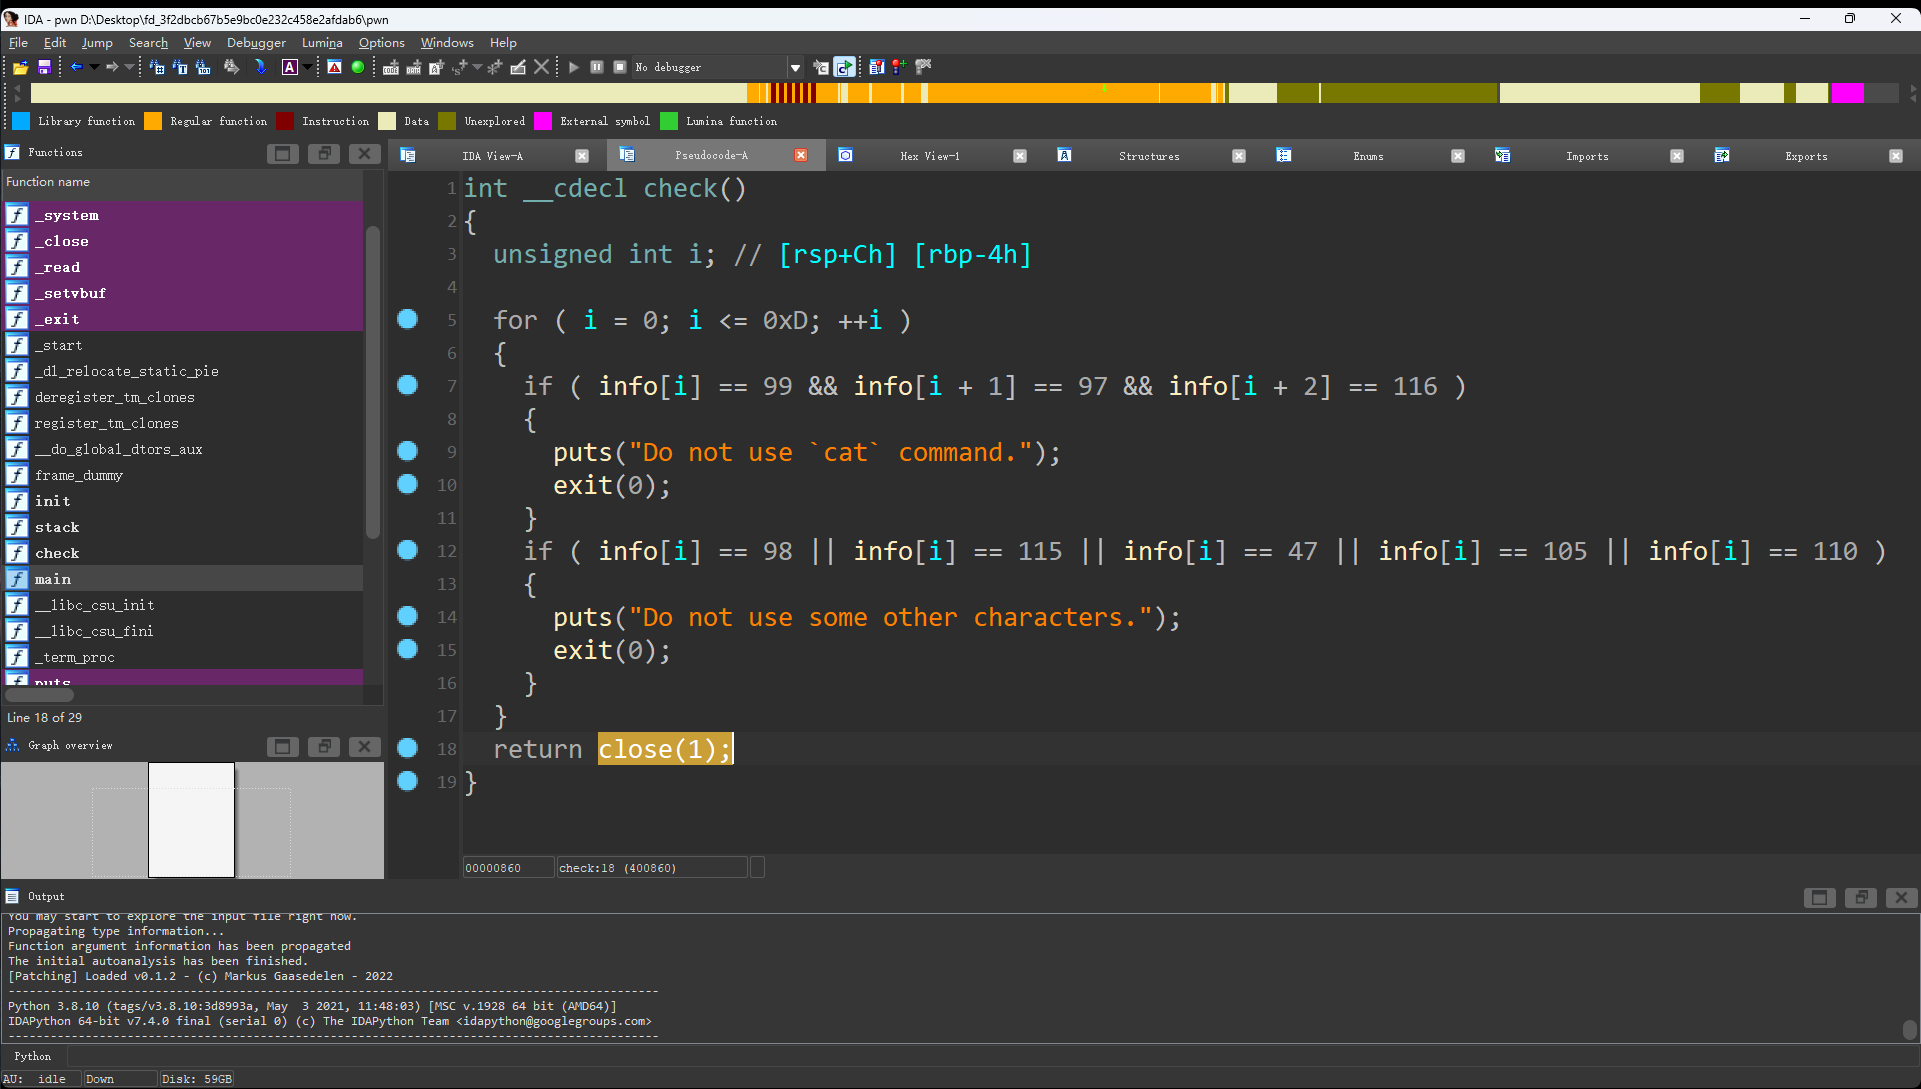 IDA - pwn D:\Desktop\fd_3f2dbcb67b5e9bc0e232c458e2afdab6\pwn
File Edit Jump Search View Debugger Lumina Options Windows Help
No debugger
Library function Regular function Instruction Data Unexplored External symbol Lumina function
Functions
Function name
_system
_close
_read
_setvbuf
_exit
_start
_dl_relocate_static_pie
deregister_tm_clones
register_tm_clones
__do_global_dtors_aux
frame_dummy
init
stack
check
main
__libc_csu_init
__libc_csu_fini
_term_proc
puts
Line 18 of 29
Graph overview
IDA View-A Pseudocode-A Hex View-1 Structures Enums Imports Exports
1 int __cdecl check()
2 {
3 unsigned int i; // [rsp+Ch] [rbp-4h]
4
5 for ( i = 0; i <= 0xD; ++i )
6 {
7 if ( info[i] == 99 && info[i + 1] == 97 && info[i + 2] == 116 )
8 {
9 puts("Do not use `cat` command.");
10 exit(0);
11 }
12 if ( info[i] == 98 || info[i] == 115 || info[i] == 47 || info[i] == 105 || info[i] == 110 )
13 {
14 puts("Do not use some other characters.");
15 exit(0);
16 }
17 }
18 return close(1);
19 }
00000860 check:18 (400860)
Output
You may start to explore the input file right now.
Propagating type information...
Function argument information has been propagated
The initial autoanalysis has been finished.
[Patching] Loaded v0.1.2 - (c) Markus Gaasedelen - 2022
Python 3.8.10 (tags/v3.8.10:3d8993a, May  3 2021, 11:48:03) [MSC v.1928 64 bit (AMD64)]
IDAPython 64-bit v7.4.0 final (serial 0) (c) The IDAPython Team <idapython@googlegroups.com>
Python
AU: idle Down Disk: 59GB